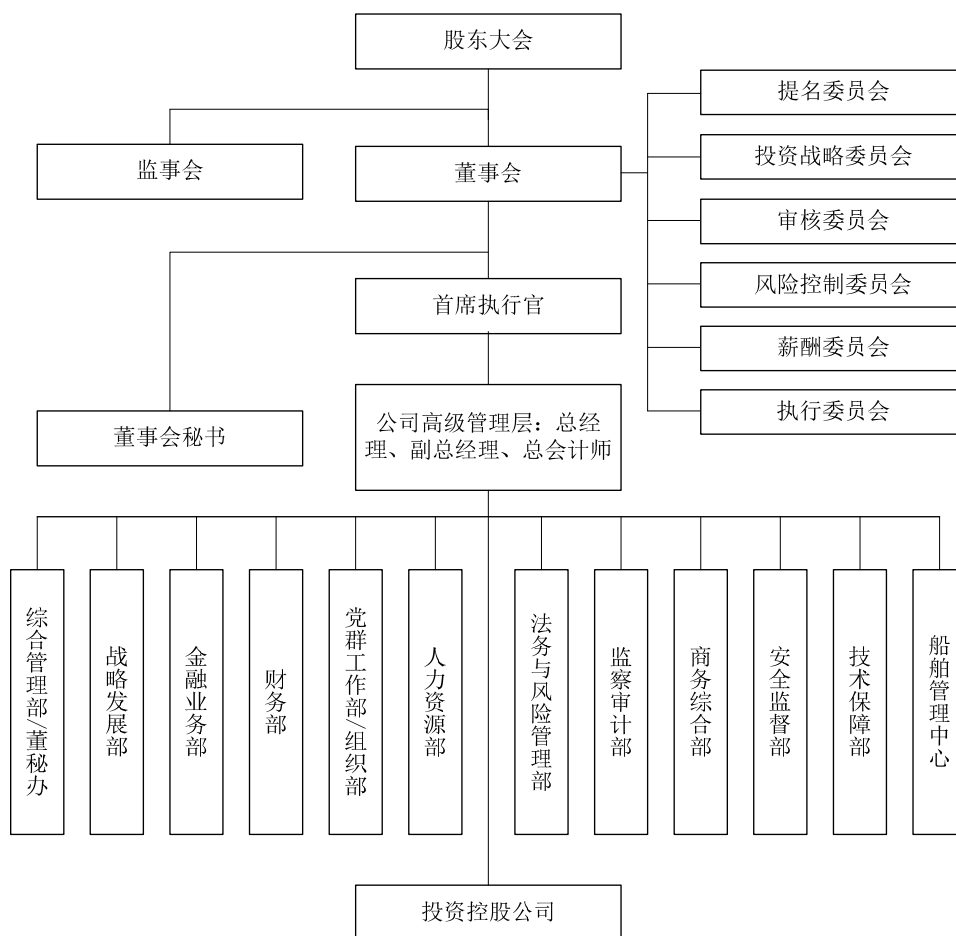 股东大会
提名委员会
监事会
董事会
投资战略委员会
审核委员会
首席执行官
风险控制委员会
薪酬委员会
董事会秘书
公司高级管理层：总经
理、副总经理、总会计师
执行委员会
综合管理部/董秘办
战略发展部
金融业务部
财务部
党群工作部/组织部
人力资源部
法务与风险管理部
监察审计部
商务综合部
安全监督部
技术保障部
船舶管理中心
投资控股公司